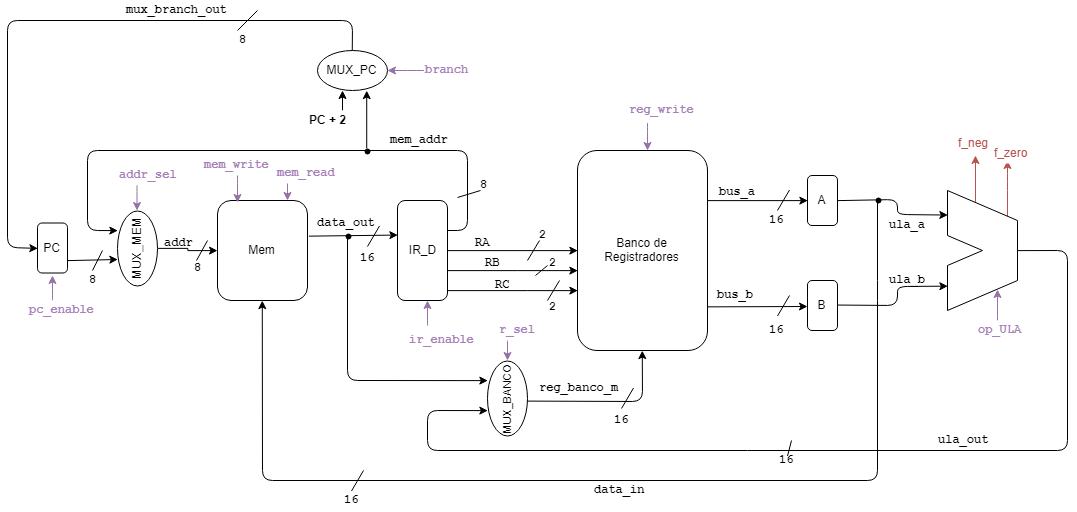 mux_branch_out
8
MUX_PC
branch
PC + 2
reg_write
mem_addr
f_neg
f_zero
mem_write
mem_read
addr_sel
8
bus_a
16
A
ula_a
PC
MUX_MEM
addr
8
8
Mem
data_out
16
IR_D
RA
2
RB
2
RC
2
Banco de
Registradores
bus_b
16
B
ula_b
pc_enable
ir_enable
r_sel
op_ULA
MUX_BANCO
reg_banco_m
16
ula_out
16
data_in
16